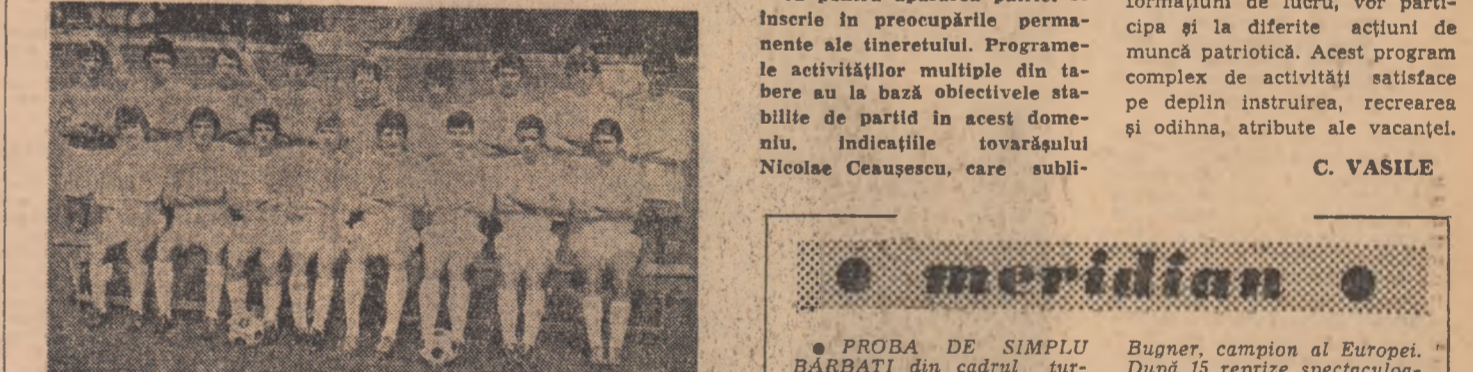 înscrie în preocupările perma-
nente ale tineretului. Programe-
le activităților multiple din ta-
bere au la bază obiectivele sta-
bilite de partid în acest dome-
niu. Indicațiile tovarășului
Nicolae Ceaușescu, care subli-
formațiuni de lucru, vor parti-
cipa și la diferite acțiuni de
muncă patriotică. Acest program
complex de activități satisface
pe deplin instruirea, recrearea
și odihna, atribute ale vacanței.
C. VASILE
● meridian ●
● PROBA DE SIMPLU
BĂRBAȚI din cadrul tur-
Bugner, campion al Europei.
După 15 reprize spectaculoa-